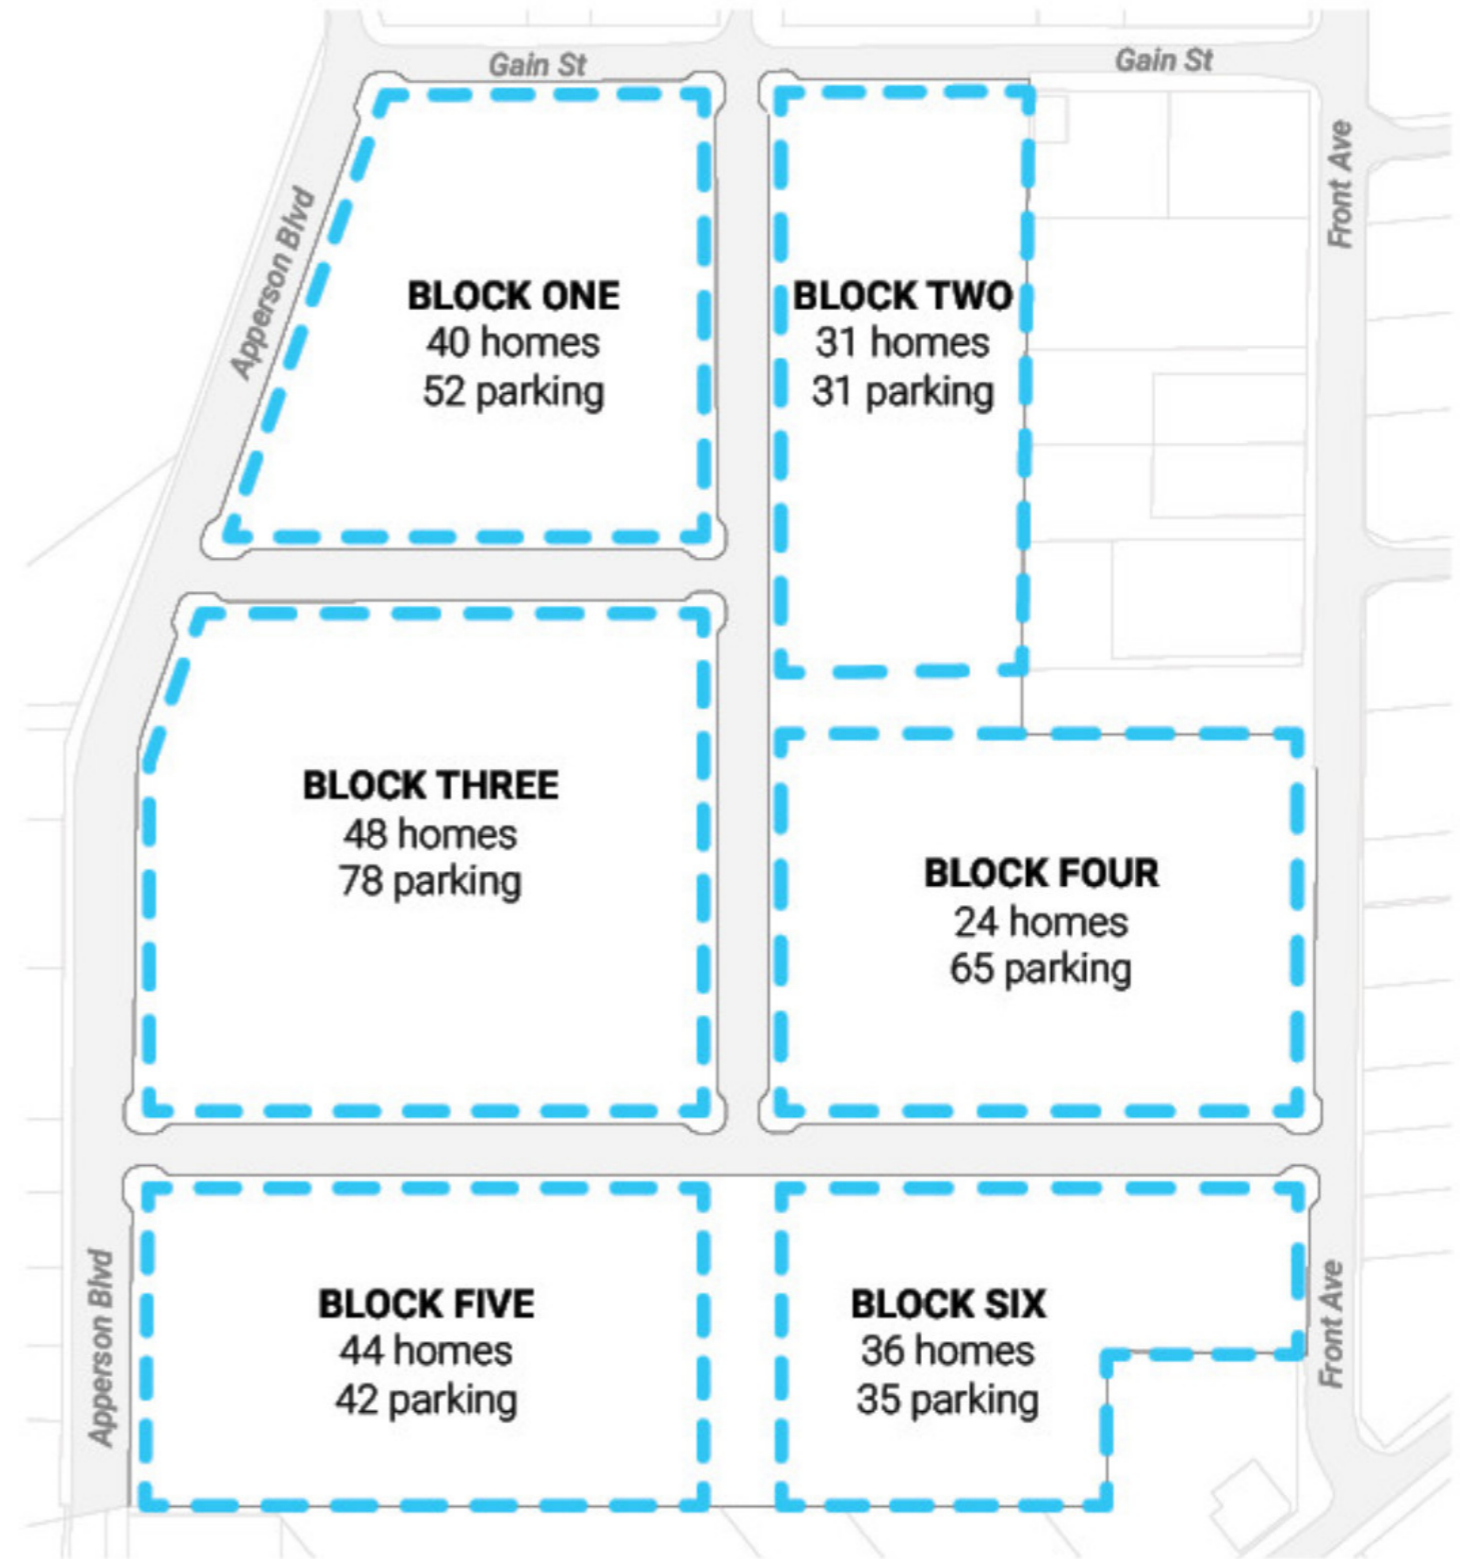 Gain St
Gain St
Front Ave
Apperson Blvd
BLOCK ONE
40 homes
52 parking
BLOCK TWO
31 homes
31 parking
BLOCK THREE
48 homes
78 parking
BLOCK FOUR
24 homes
65 parking
Apperson Blvd
BLOCK FIVE
44 homes
42 parking
BLOCK SIX
36 homes
35 parking
Front Ave